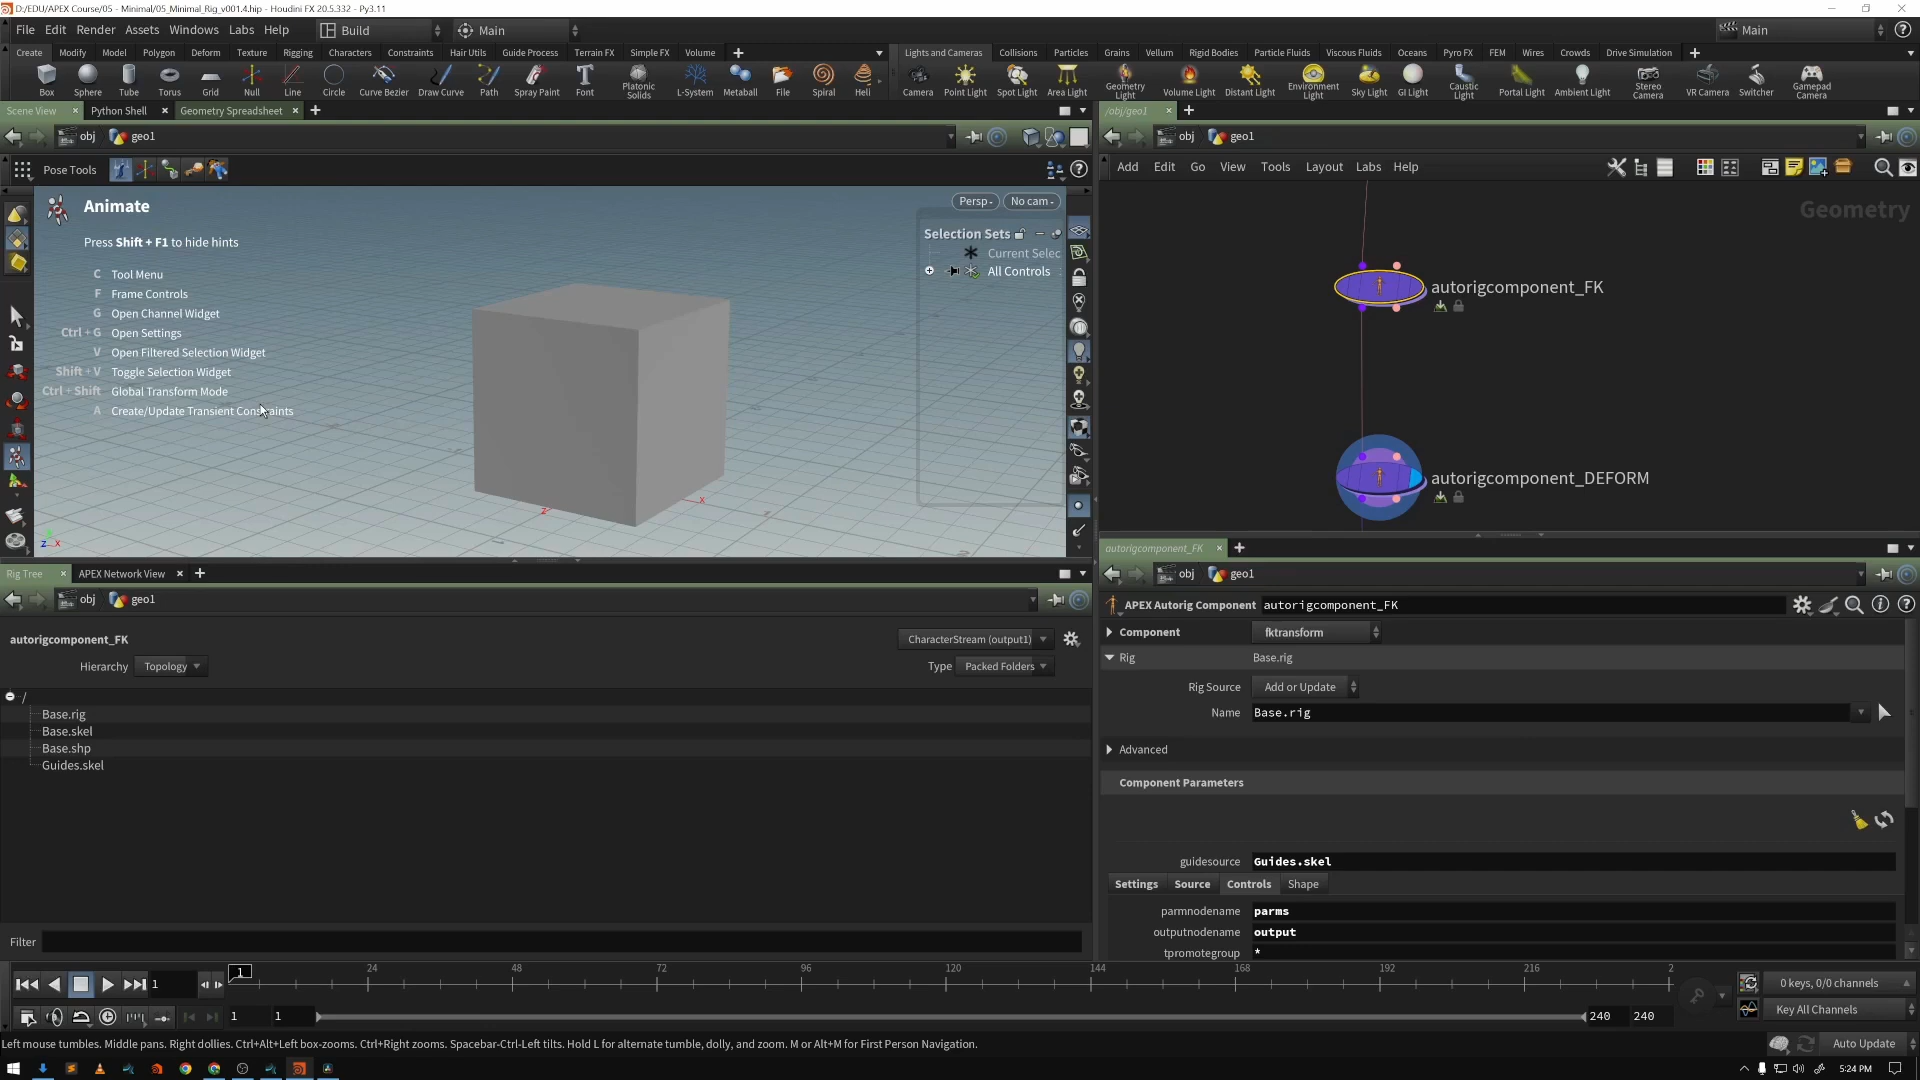 D:/EDU/APEX Course/05 - Minimal/05_Minimal_Rig_v001.4.hip - Houdini FX 20.5.332 - Py3.11
File Edit Render Assets Windows Labs Help Build Main Main
Create Modify Model Polygon Deform Texture Rigging Characters Constraints Hair Utils Guide Process Terrain FX Simple FX Volume
Lights and Cameras Collisions Particles Grains Vellum Rigid Bodies Particle Fluids Viscous Fluids Oceans Pyro FX FEM Wires Crowds Drive Simulation
Box Sphere Tube Torus Grid Null Line Circle Curve Bezier Draw Curve Path Spray Paint Font Platonic Solids L-System Metaball File Spiral Heli
Camera Point Light Spot Light Area Light Geometry Light Volume Light Distant Light Environment Light Sky Light GI Light Caustic Light Portal Light Ambient Light Stereo Camera VR Camera Switcher Gamepad Camera
Scene View Python Shell Geometry Spreadsheet
/obj/geo1
obj geo1
obj geo1
Pose Tools
Add Edit Go View Tools Layout Labs Help
Animate
Persp No cam
Press Shift + F1 to hide hints
C Tool Menu
F Frame Controls
G Open Channel Widget
Ctrl + G Open Settings
V Open Filtered Selection Widget
Shift + V Toggle Selection Widget
Ctrl + Shift Global Transform Mode
A Create/Update Transient Constraints
Selection Sets
Current Selec
All Controls
x
z
z x
Geometry
autorigcomponent_FK
autorigcomponent_DEFORM
Rig Tree APEX Network View
obj geo1
autorigcomponent_FK CharacterStream (output1)
Hierarchy Topology Type Packed Folders
/
Base.rig
Base.skel
Base.shp
Guides.skel
Filter
autorigcomponent_FK
obj geo1
APEX Autorig Component autorigcomponent_FK
Component fktransform
Rig Base.rig
Rig Source Add or Update
Name Base.rig
Advanced
Component Parameters
guidesource Guides.skel
Settings Source Controls Shape
parmnodename parms
outputnodename output
tpromotegroup *
1 1 24 48 72 96 120 144 168 192 216 2
0 keys, 0/0 channels
1 1 240 240 Key All Channels
Left mouse tumbles. Middle pans. Right dollies. Ctrl+Alt+Left box-zooms. Ctrl+Right zooms. Spacebar-Ctrl-Left tilts. Hold L for alternate tumble, dolly, and zoom. M or Alt+M for First Person Navigation.
Auto Update
5:24 PM